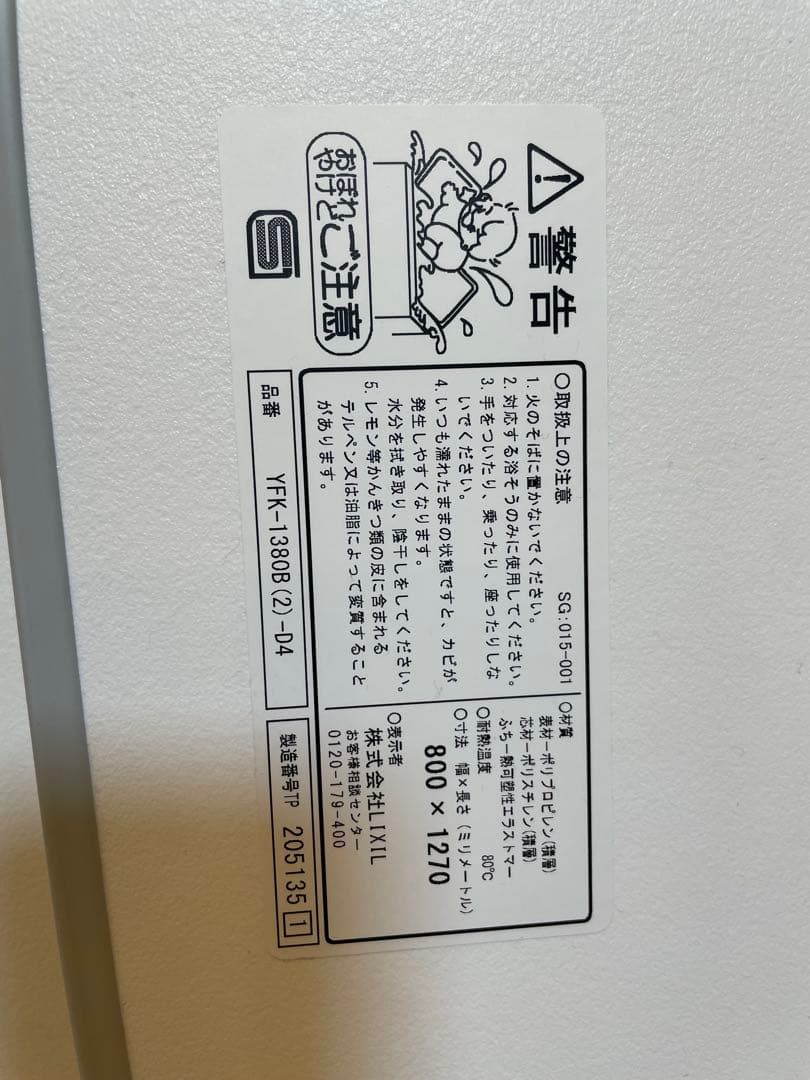 警告
おぼれ
やけど
ご注意
S
○取扱上の注意 SG:015-001
1. 火のそばに置かないでください。
2. 対応する浴そうのみに使用してください。
3. 手をついたり、乗ったり、座ったりしな
いでください。
4. いつも濡れたままの状態ですと、カビが
発生しやすくなります。
水分を拭き取り、陰干しをしてください。
5. レモン等かんきつ類の皮に含まれる
テルペン又は油脂によって変質すること
があります。
○材質
表材ーポリプロピレン(積層)
芯材ーポリスチレン(積層)
ふちー熱可塑性エラストマー
○耐熱温度 80℃
○寸法 幅×長さ(ミリメートル)
800×1270
○表示者
株式会社LIXIL
お客様相談センター
0120-179-400
品番 YFK-1380B(2)-D4
製造番号TP 205135 1